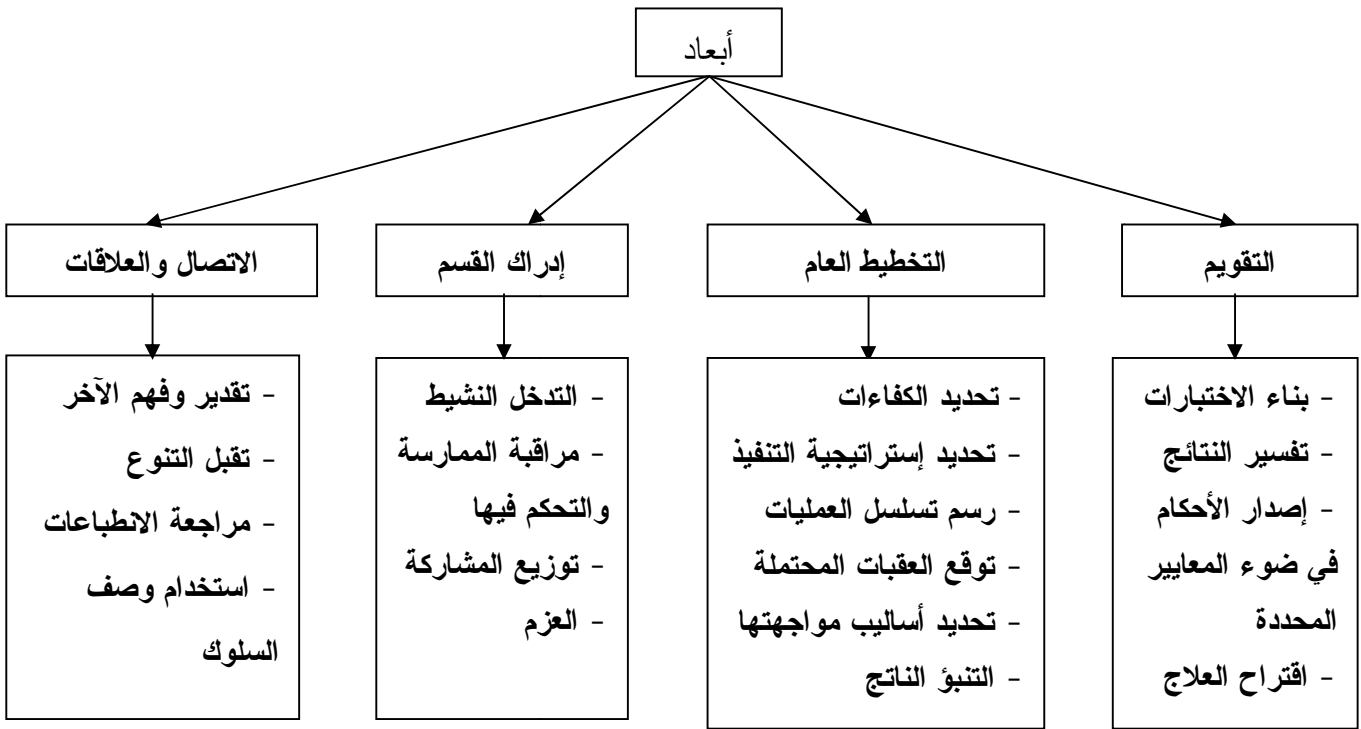 أبعاد
التقويم
- بناء الاختبارات
- تفسير النتائج
- إصدار الأحكام
في ضوء المعايير
المحددة
- اقتراح العلاج
التخطيط العام
- تحديد الكفاءات
- تحديد إستراتيجية التنفيذ
- رسم تسلسل العمليات
- توقع العقبات المحتملة
- تحديد أساليب مواجهتها
- التنبؤ الناتج
إدراك القسم
- التدخل النشيط
- مراقبة الممارسة
والتحكم فيها
- توزيع المشاركة
- العزم
الاتصال والعلاقات
- تقدير وفهم الآخر
- تقبل التنوع
- مراجعة الانطباعات
- استخدام وصف
السلوك